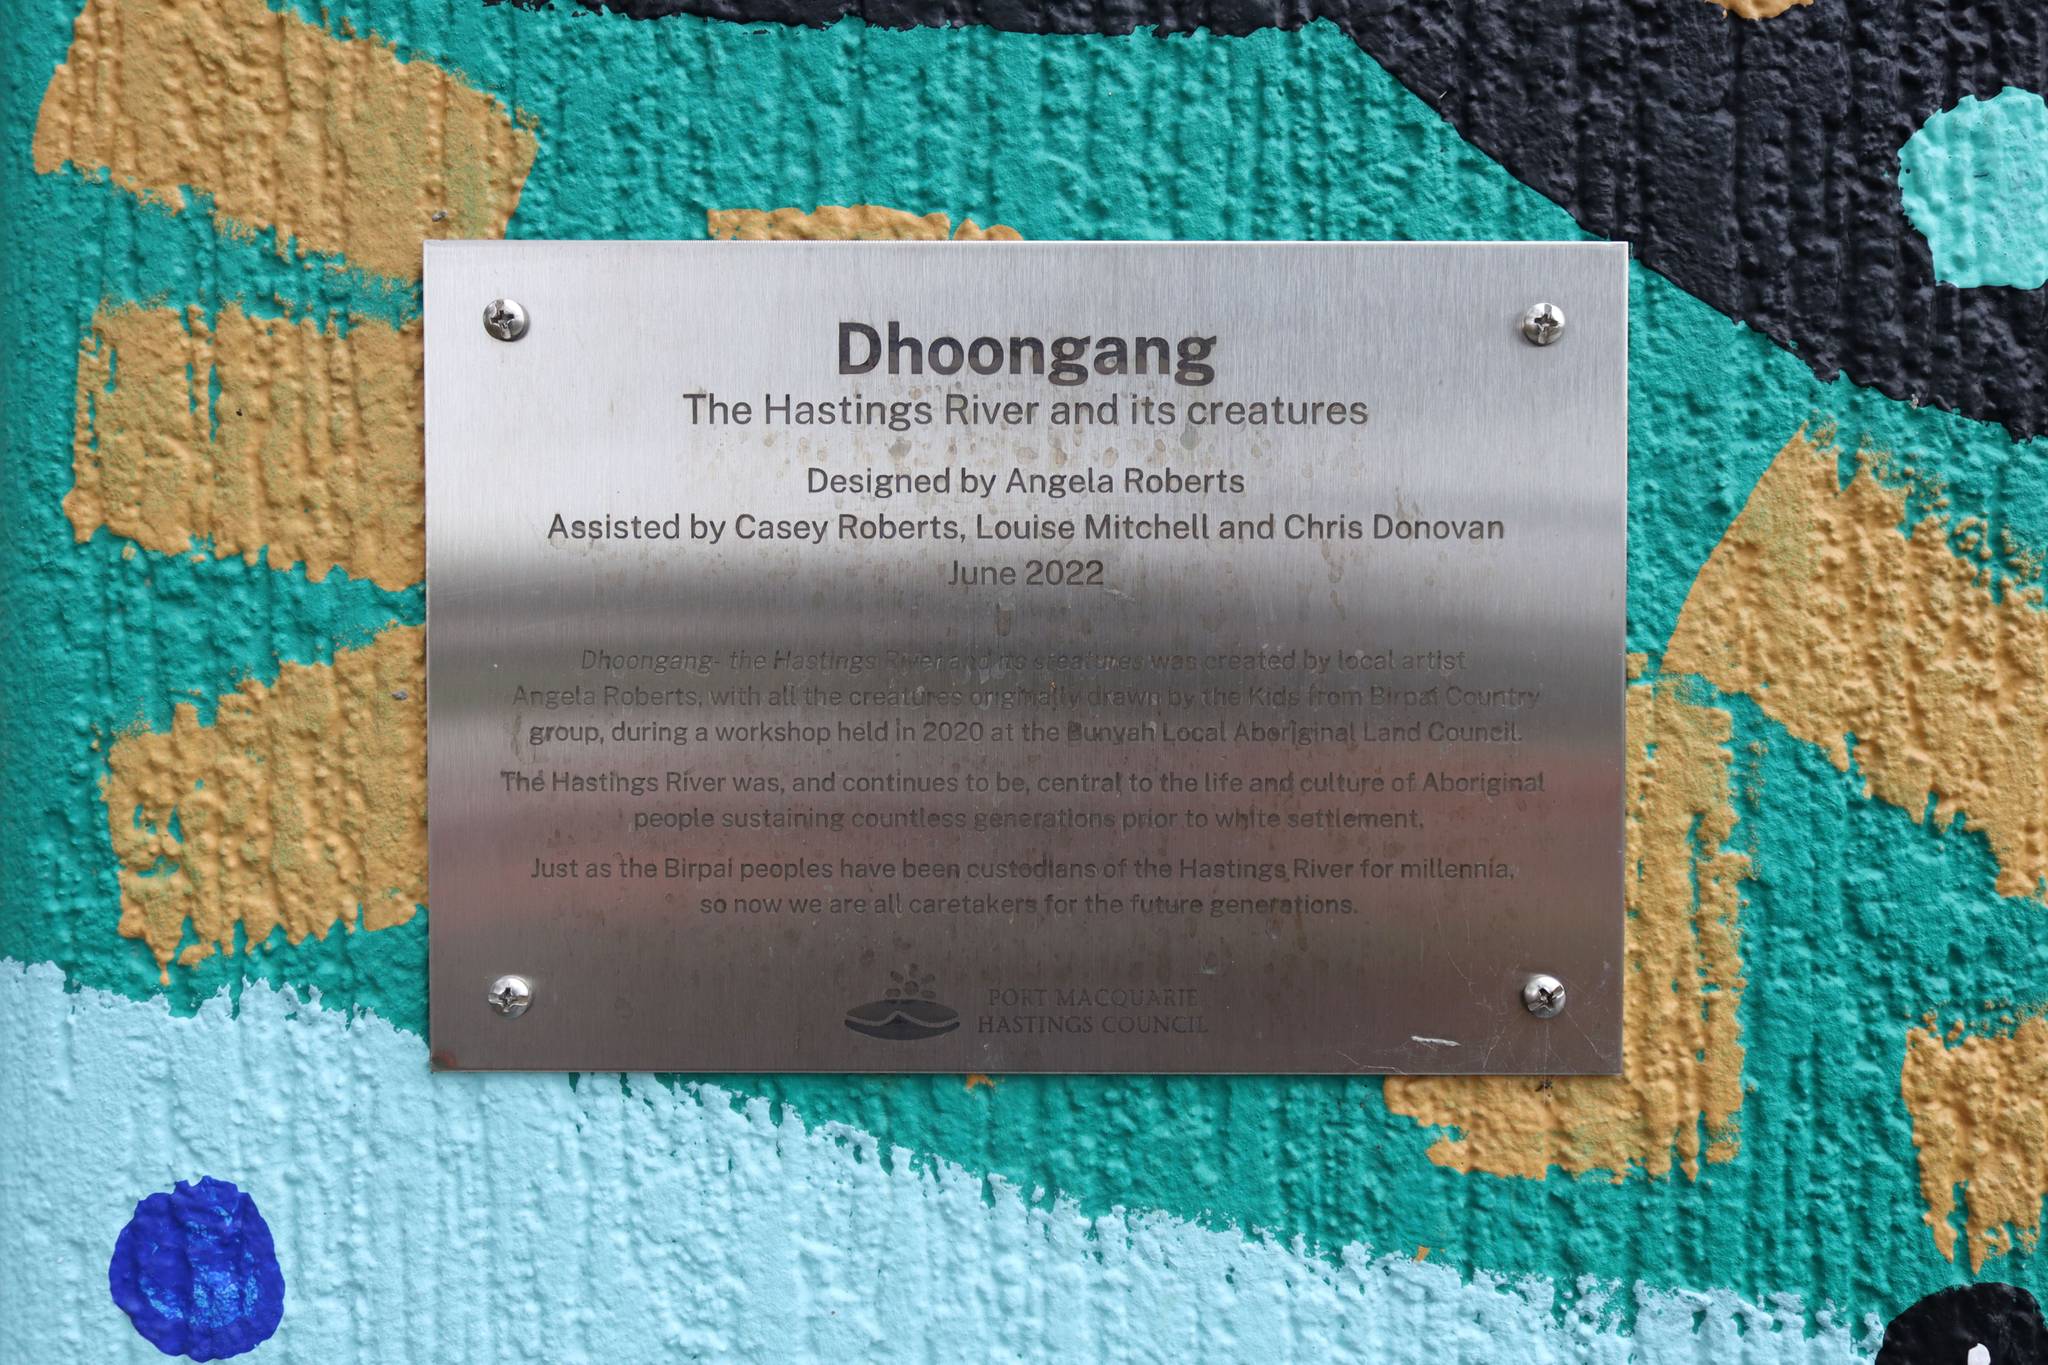 Dhoongang
The Hastings River and its creatures
Designed by Angela Roberts
Assisted by Casey Roberts, Louise Mitchell and Chris Donovan
June 2022
Dhoongang- the Hastings River and its creatures was created by local artist
Angela Roberts, with all the creatures originally drawn by the Kids from Birpai Country
group, during a workshop held in 2020 at the Bunyah Local Aboriginal Land Council.
The Hastings River was, and continues to be, central to the life and culture of Aboriginal
people sustaining countless generations prior to white settlement.
Just as the Birpai peoples have been custodians of the Hastings River for millennia,
so now we are all caretakers for the future generations.
PORT MACQUARIE
HASTINGS COUNCIL